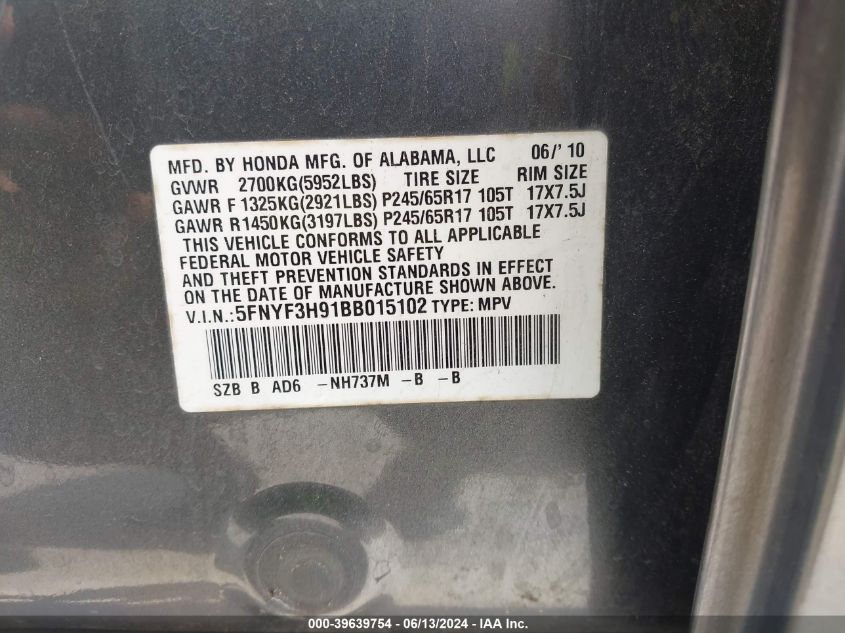 MFD. BY HONDA MFG. OF ALABAMA, LLC 06/' 10
GVWR 2700KG(5952LBS) TIRE SIZE RIM SIZE
GAWR F 1325KG(2921LBS) P245/65R17 105T 17X7.5J
GAWR R1450KG(3197LBS) P245/65R17 105T 17X7.5J
THIS VEHICLE CONFORMS TO ALL APPLICABLE
FEDERAL MOTOR VEHICLE SAFETY
AND THEFT PREVENTION STANDARDS IN EFFECT
ON THE DATE OF MANUFACTURE SHOWN ABOVE.
V.I.N.:5FNYF3H91BB015102 TYPE: MPV
SZB B AD6 -NH737M -B -B
000-39639754 - 06/13/2024 - IAA Inc.